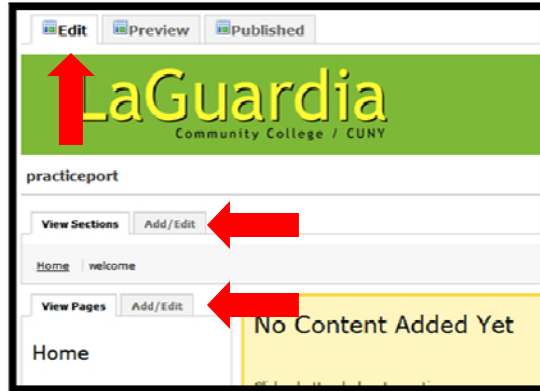 Edit Preview Published
LaGuardia
Community College / CUNY
practiceport
View Sections Add/Edit
Home welcome
View Pages Add/Edit
No Content Added Yet
Home